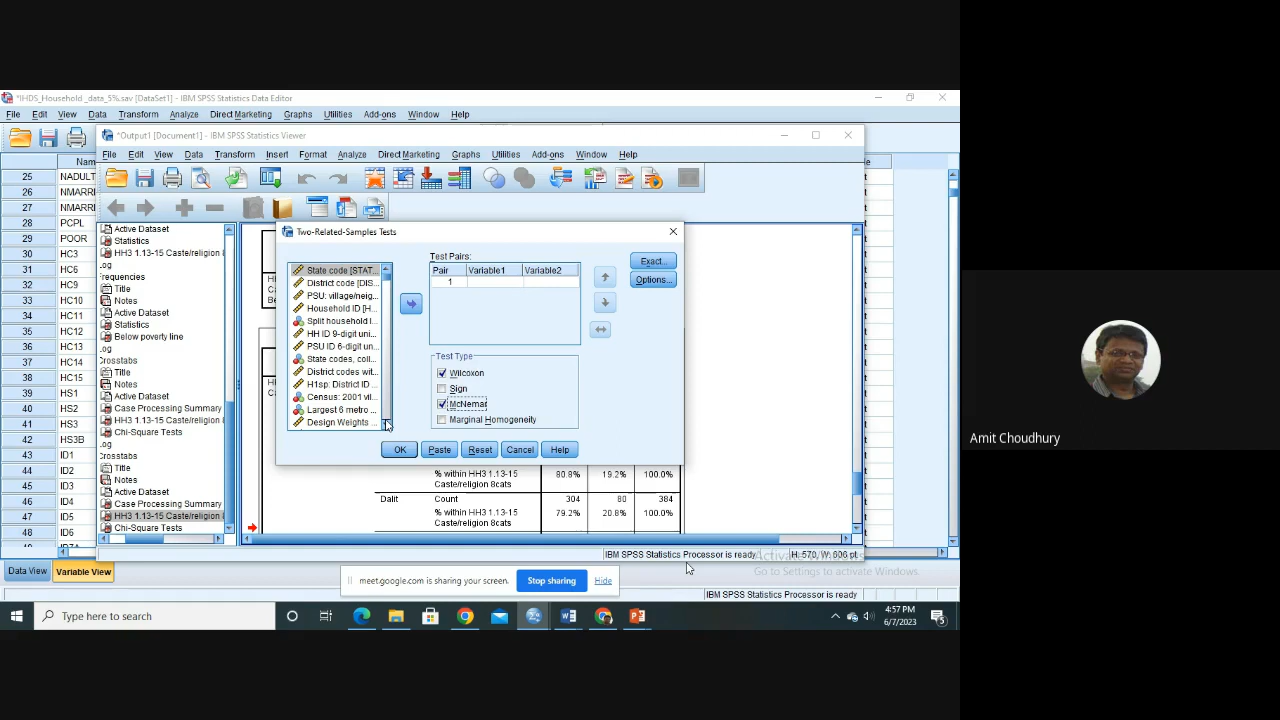 *IHDS_Household _data_5%.sav [DataSet1] - IBM SPSS Statistics Data Editor
File Edit View Data Transform Analyze Direct Marketing Graphs Utilities Add-ons Window Help
*Output1 [Document1] - IBM SPSS Statistics Viewer
File Edit View Data Transform Insert Format Analyze Direct Marketing Graphs Utilities Add-ons Window Help
25 NADULT
26 NMARRI
27 NMARRI
28 PCPL
29 POOR
30 HC3
31 HC6
32 HC9
33 HC10
34 HC11
35 HC12
36 HC13
37 HC14
38 HC15
39 HS1
40 HS2
41 HS3A
42 HS3B
43 ID1
44 ID2
45 ID3
46 ID4
47 ID5
48 ID6
Active Dataset
Statistics
HH3 1.13-15 Caste/religion 8
Log
Frequencies
Title
Notes
Active Dataset
Statistics
Below poverty line
Log
Crosstabs
Title
Notes
Case Processing Summary
HH3 1.13-15 Caste/religion
Chi-Square Tests
Log
Crosstabs
Title
Notes
Active Dataset
Case Processing Summary
HH3 1.13-15 Caste/religion
Chi-Square Tests
Two-Related-Samples Tests
State code [STAT...
District code [DIS...
PSU: village/neig...
Household ID [H...
Split household i...
HH ID 9-digit uni...
PSU ID 6-digit un...
State codes, coll...
District codes wit...
H1sp. District ID ...
Census: 2001 vil...
Largest 6 metro ...
Design Weights ...
Test Pairs:
Pair Variable1 Variable2
1
Exact...
Options...
Test Type
Wilcoxon
Sign
McNemar
Marginal Homogeneity
OK Paste Reset Cancel Help
% within HH3 1.13-15 Caste/religion 8cats 80.8% 19.2% 100.0%
Dalit Count 304 80 384
% within HH3 1.13-15 Caste/religion 8cats 79.2% 20.8% 100.0%
IBM SPSS Statistics Processor is ready H: 570, W: 806 pt
Activate Windows
Go to Settings to activate Windows.
Data View Variable View
meet.google.com is sharing your screen. Stop sharing Hide
IBM SPSS Statistics Processor is ready
Type here to search
4:57 PM
6/7/2023
5
Amit Choudhury